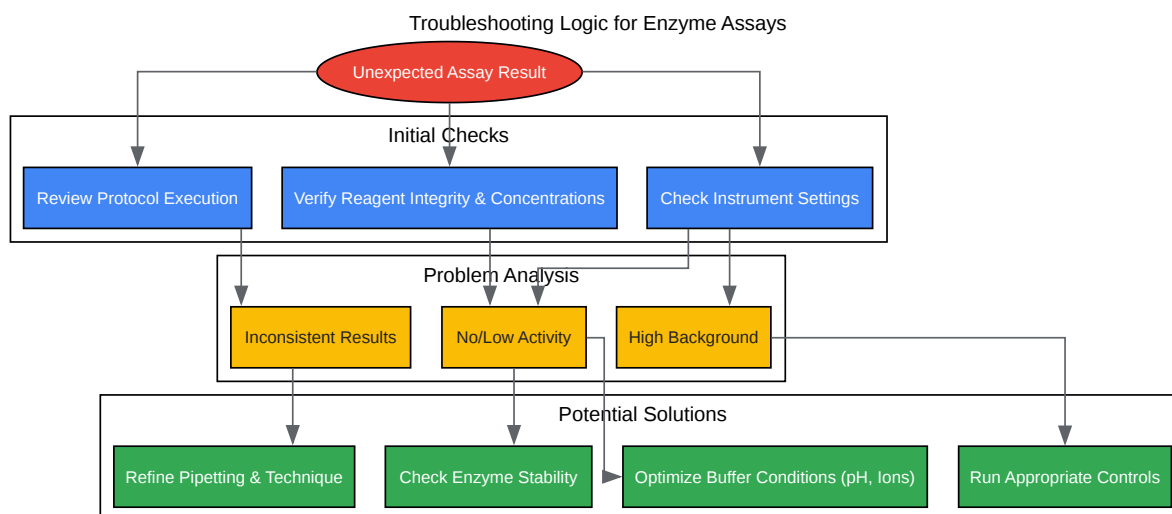 Troubleshooting Logic for Enzyme Assays
Unexpected Assay Result
Initial Checks
Review Protocol Execution
Verify Reagent Integrity & Concentrations
Check Instrument Settings
Problem Analysis
Inconsistent Results
No/Low Activity
High Background
Potential Solutions
Refine Pipetting & Technique
Check Enzyme Stability
Optimize Buffer Conditions (pH, Ions)
Run Appropriate Controls